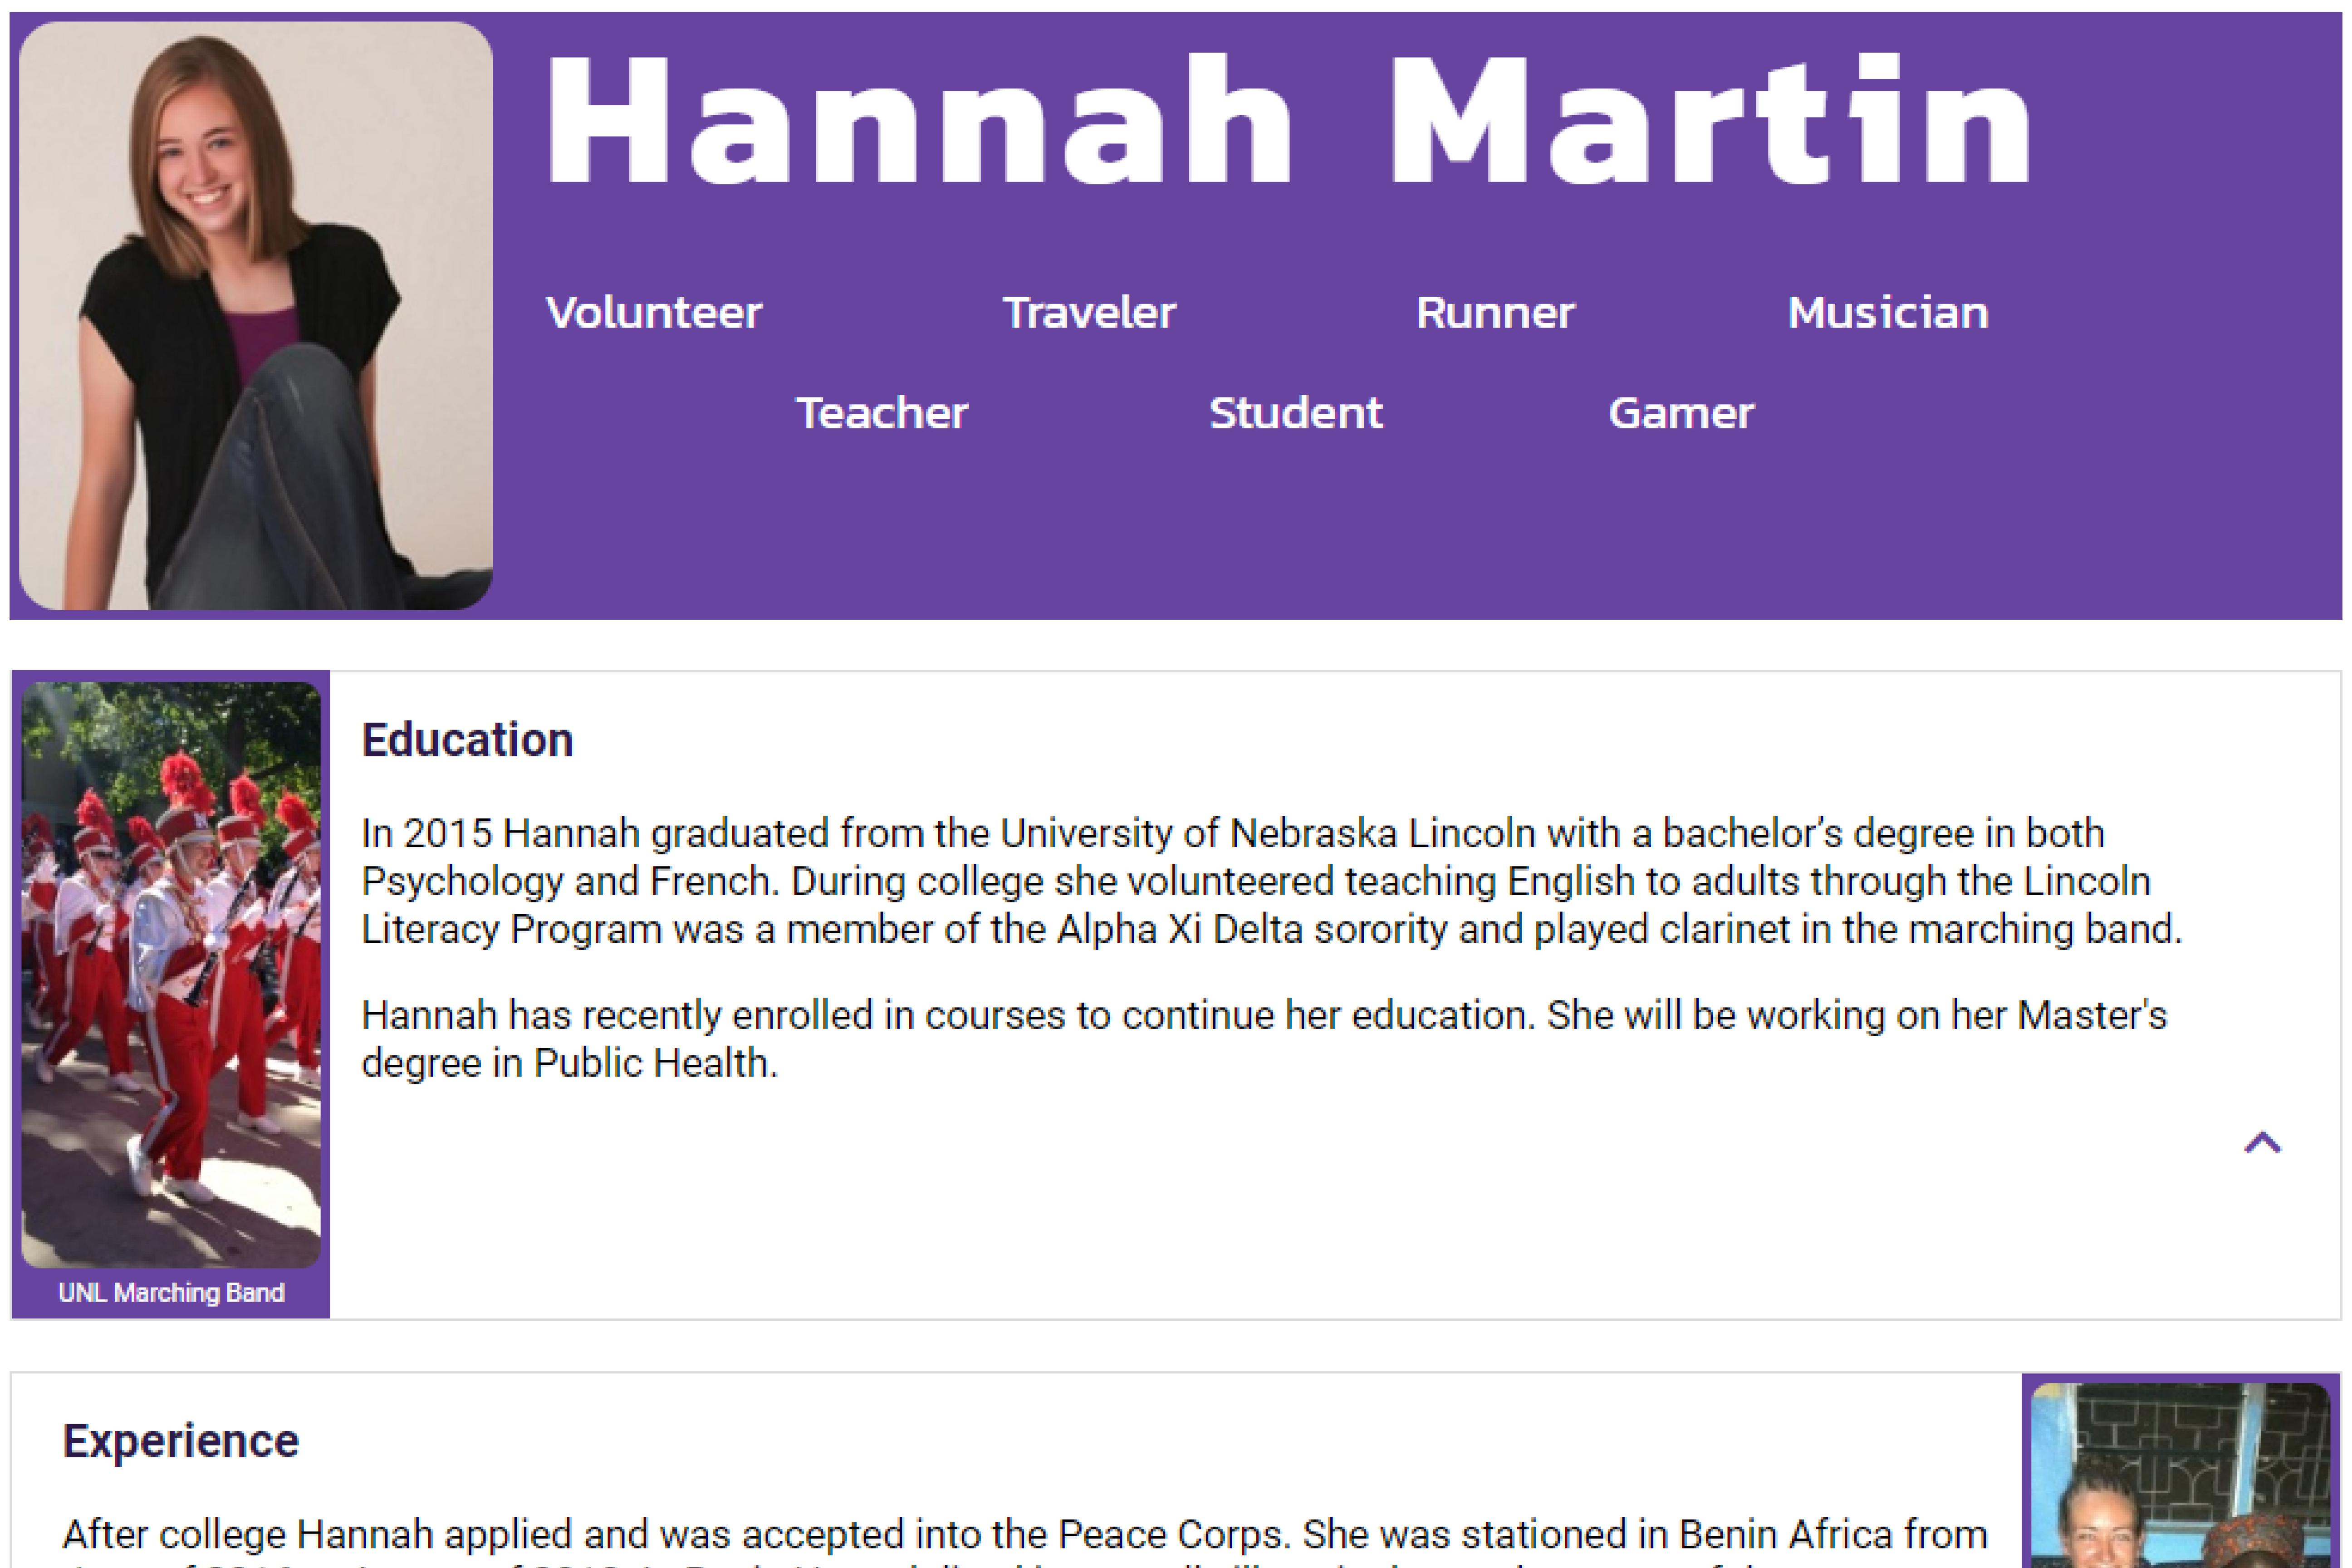 Hannah Martin
Volunteer Traveler Runner Musician
Teacher Student Gamer
Education
In 2015 Hannah graduated from the University of Nebraska Lincoln with a bachelor’s degree in both
Psychology and French. During college she volunteered teaching English to adults through the Lincoln
Literacy Program was a member of the Alpha Xi Delta sorority and played clarinet in the marching band.
Hannah has recently enrolled in courses to continue her education. She will be working on her Master's
degree in Public Health.
UNL Marching Band
Experience
After college Hannah applied and was accepted into the Peace Corps. She was stationed in Benin Africa from